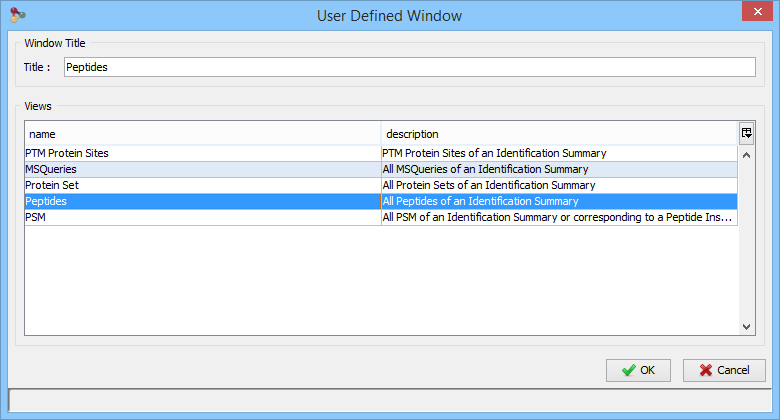 User Defined Window
Window Title
Title : Peptides
Views
name description
PTM Protein Sites PTM Protein Sites of an Identification Summary
MSQueries All MSQueries of an Identification Summary
Protein Set All Protein Sets of an Identification Summary
Peptides All Peptides of an Identification Summary
PSM All PSM of an Identification Summary or corresponding to a Peptide Ins...
OK Cancel